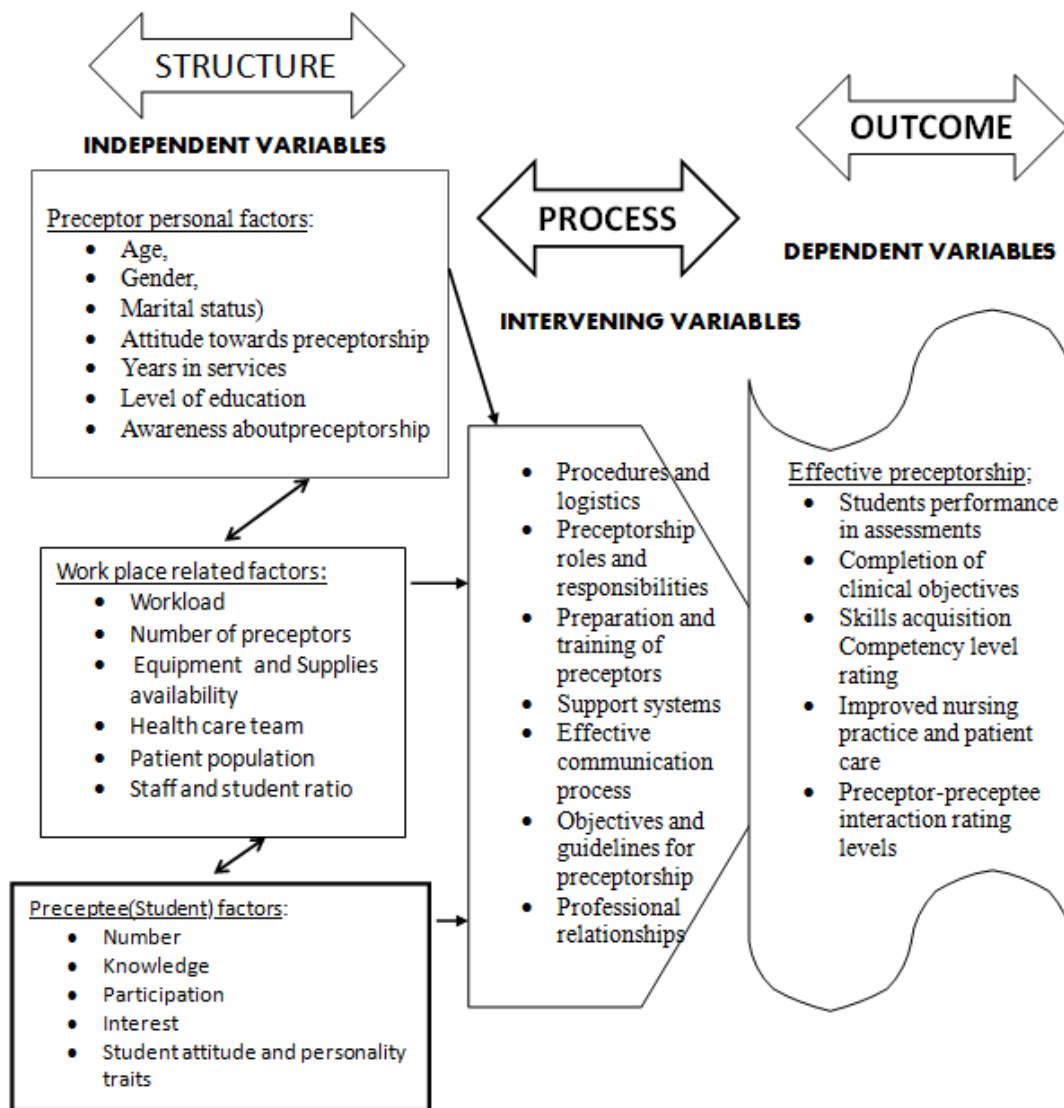 STRUCTURE
INDEPENDENT VARIABLES
Preceptor personal factors:
• Age,
• Gender,
• Marital status)
• Attitude towards preceptorship
• Years in services
• Level of education
• Awareness aboutpreceptorship
Work place related factors:
• Workload
• Number of preceptors
• Equipment and Supplies
availability
• Health care team
• Patient population
• Staff and student ratio
Preceptee(Student) factors:
• Number
• Knowledge
• Participation
• Interest
• Student attitude and personality
traits
PROCESS
INTERVENING VARIABLES
• Procedures and
logistics
• Preceptorship
roles and
responsibilities
• Preparation and
training of
preceptors
• Support systems
• Effective
communication
process
• Objectives and
guidelines for
preceptorship
• Professional
relationships
OUTCOME
DEPENDENT VARIABLES
Effective preceptorship;
• Students performance
in assessments
• Completion of
clinical objectives
• Skills acquisition
Competency level
rating
• Improved nursing
practice and patient
care
• Preceptor-preceptee
interaction rating
levels